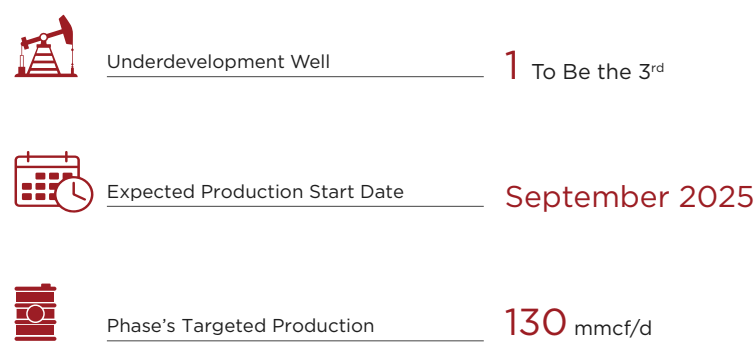 Underdevelopment Well 1 To Be the 3rd
Expected Production Start Date September 2025
Phase's Targeted Production 130 mmcf/d